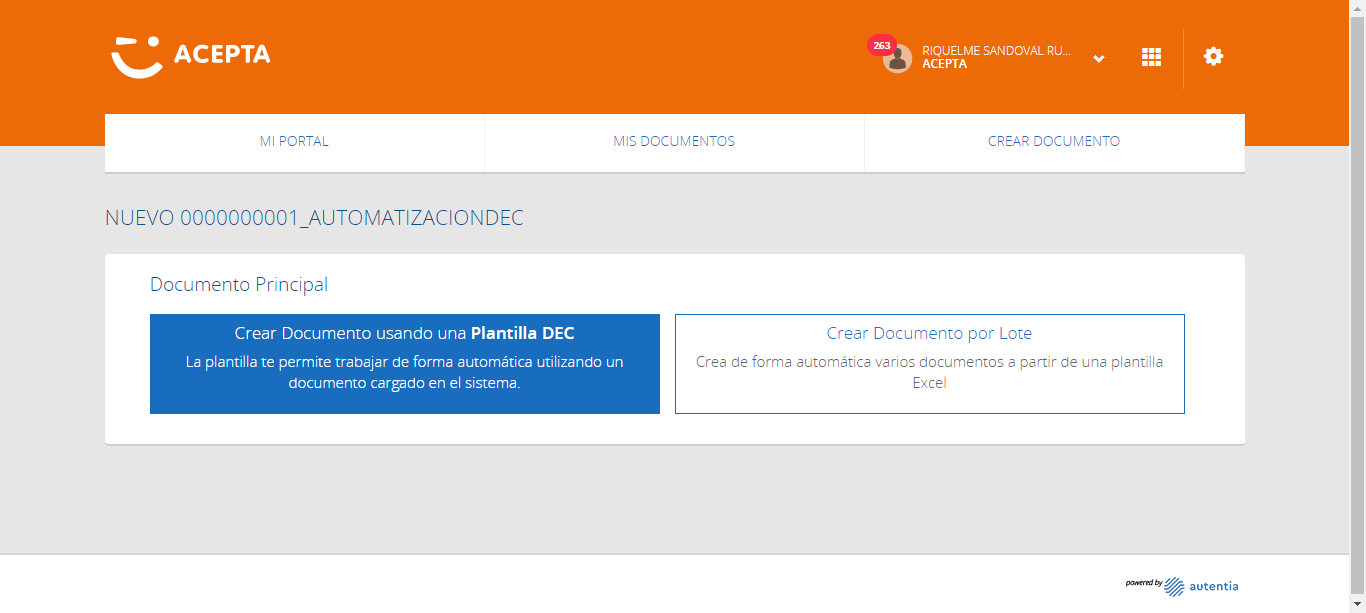 ACEPTA
263
RIQUELME SANDOVAL RU...
ACEPTA
MI PORTAL
MIS DOCUMENTOS
CREAR DOCUMENTO
NUEVO 0000000001_AUTOMATIZACIONDEC
Documento Principal
Crear Documento usando una Plantilla DEC
La plantilla te permite trabajar de forma automática utilizando un
documento cargado en el sistema.
Crear Documento por Lote
Crea de forma automática varios documentos a partir de una plantilla
Excel
powered by autentia